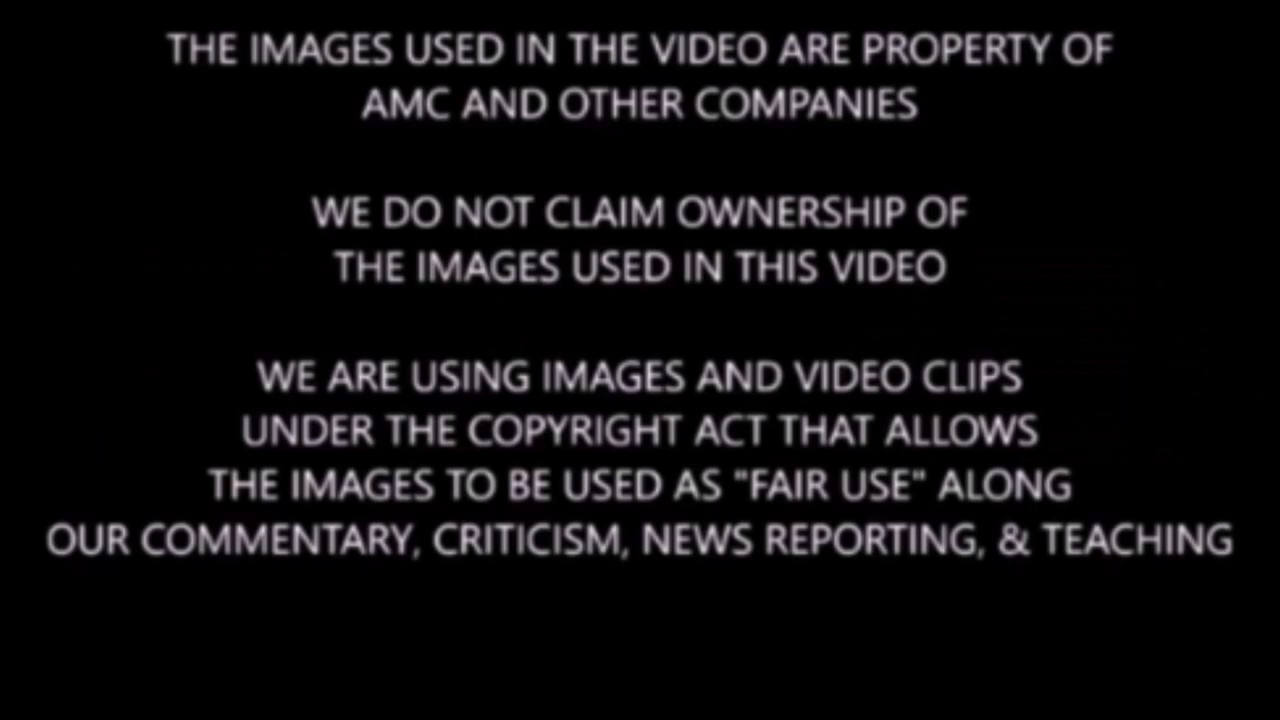 THE IMAGES USED IN THE VIDEO ARE PROPERTY OF
AMC AND OTHER COMPANIES
WE DO NOT CLAIM OWNERSHIP OF
THE IMAGES USED IN THIS VIDEO
WE ARE USING IMAGES AND VIDEO CLIPS
UNDER THE COPYRIGHT ACT THAT ALLOWS
THE IMAGES TO BE USED AS "FAIR USE" ALONG
OUR COMMENTARY, CRITICISM, NEWS REPORTING, & TEACHING